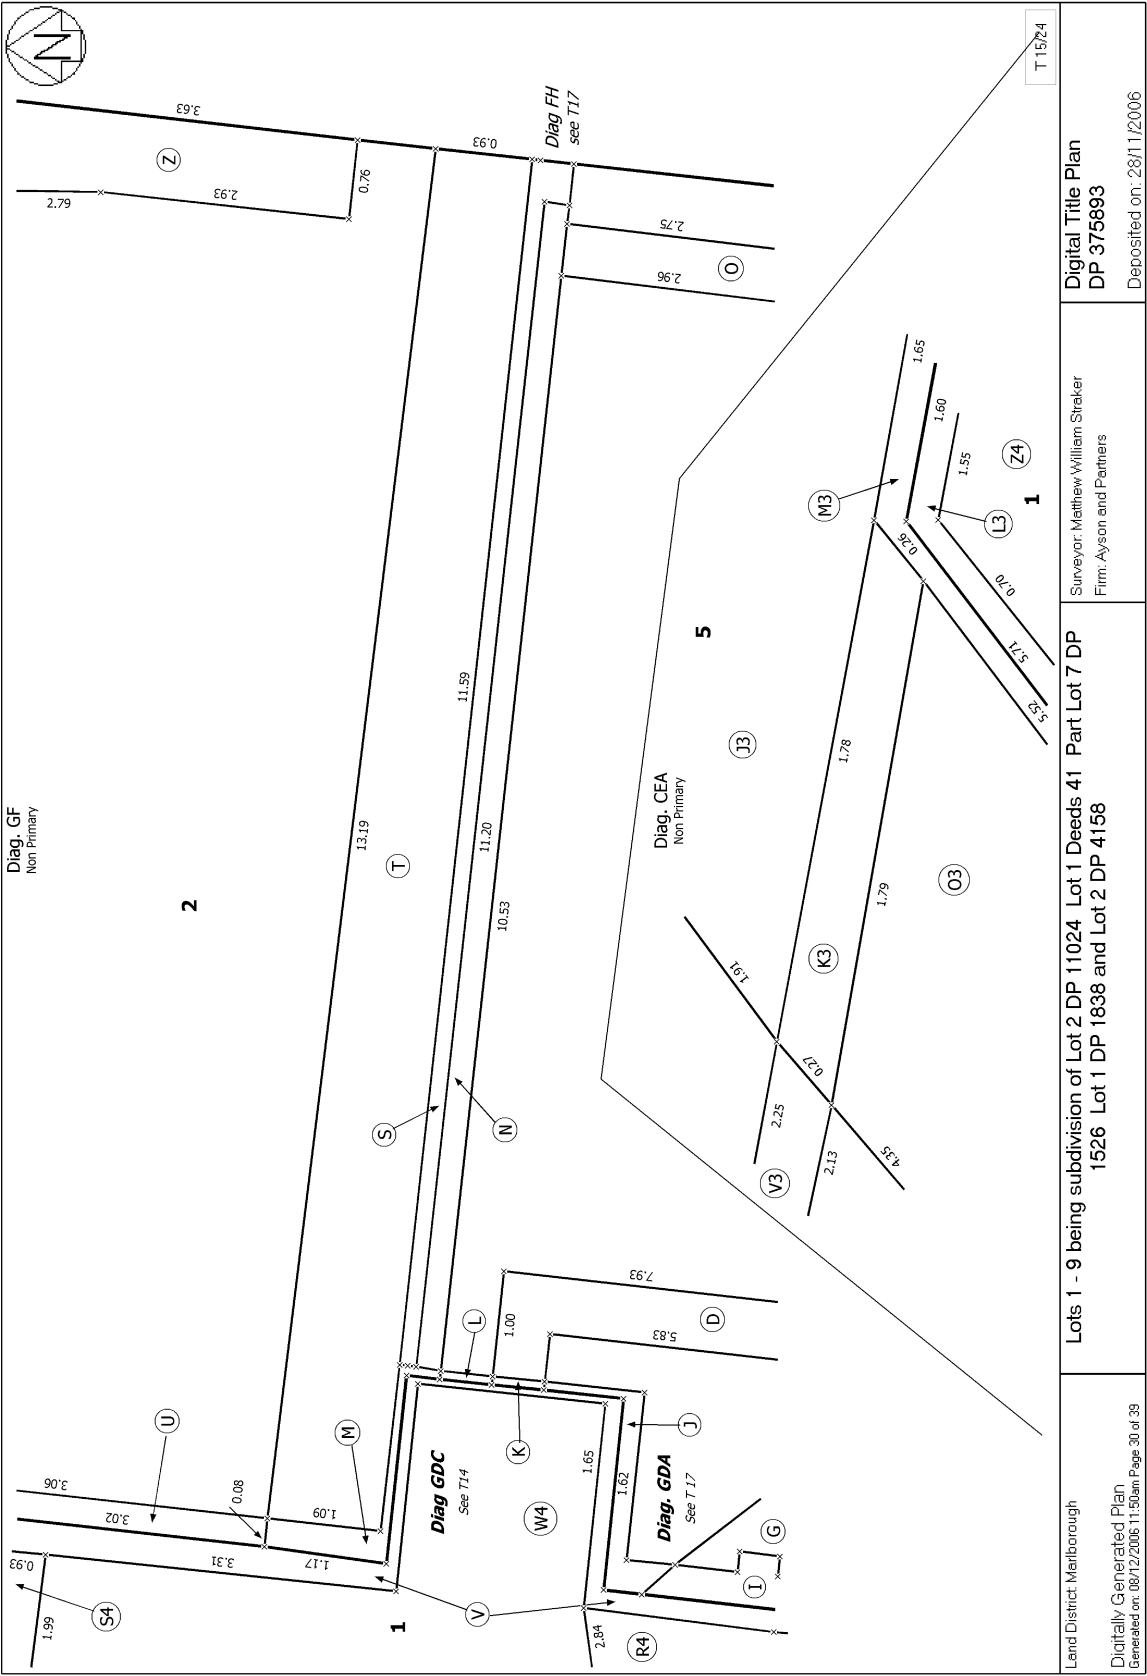 N
Diag. GF
Non Primary
2
3.63
Z
2.79
2.93
0.76
0.93
Diag FH
see T17
2.75
2.96
O
13.19
T
11.59
11.20
10.53
S
N
3.06
U
3.02
0.08
M
1.09
1.17
3.31
0.93
S4
1.99
V
1
Diag GDC
See T14
L
K
1.00
7.93
D
5.83
J
1.65
1.62
W4
Diag. GDA
See T 17
G
I
2.84
R4
Diag. CEA
Non Primary
5
J3
1.91
1.78
1.79
K3
O3
0.27
2.25
2.13
4.35
V3
M3
1.65
1.60
1.55
0.26
L3
Z4
1
0.70
5.71
5.52
T 15/24
Land District: Marlborough
Digitally Generated Plan
Generated on: 08/12/2006 11:50am Page 30 of 39
Lots 1 - 9 being subdivision of Lot 2 DP 11024 Lot 1 Deeds 41 Part Lot 7 DP
1526 Lot 1 DP 1838 and Lot 2 DP 4158
Surveyor: Matthew William Straker
Firm: Ayson and Partners
Digital Title Plan
DP 375893
Deposited on: 28/11/2006